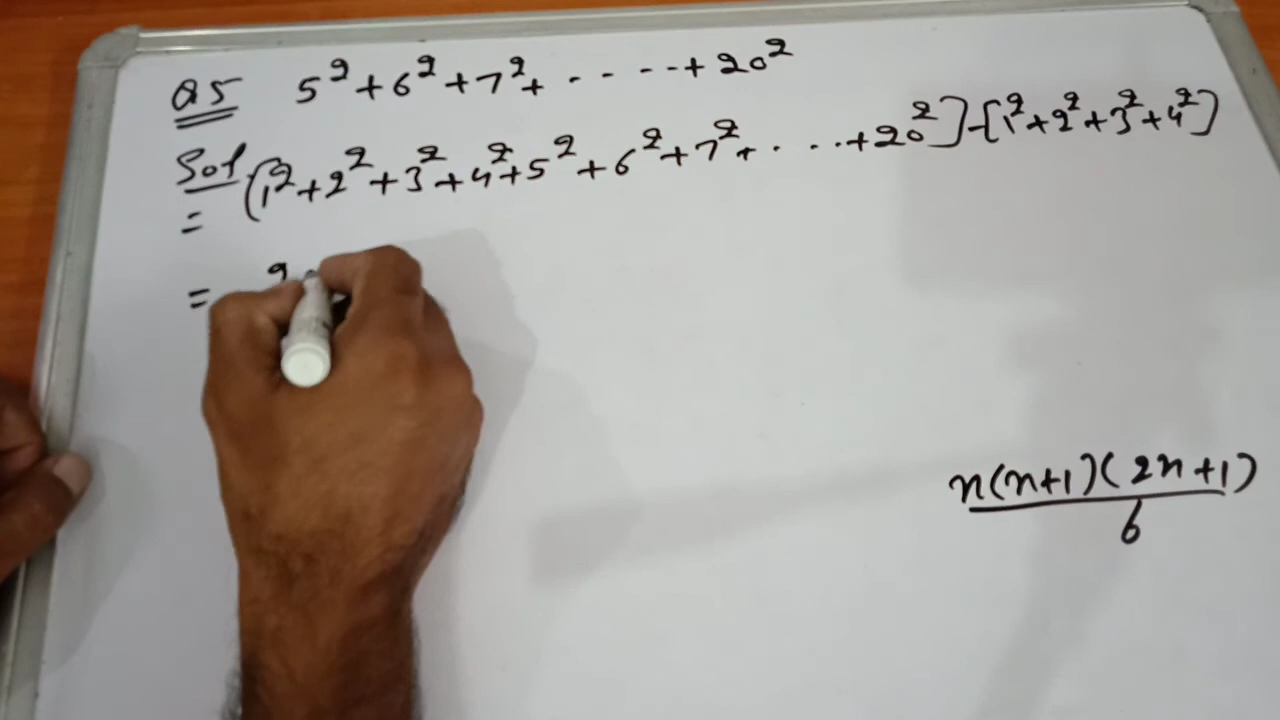 Q5 5² + 6² + 7² + ..... + 20²
Sol. (1² + 2² + 3² + 4² + 5² + 6² + 7² + ..... + 20²] - [1² + 2² + 3² + 4²]
=
= 2
n(n+1)(2n+1)
6